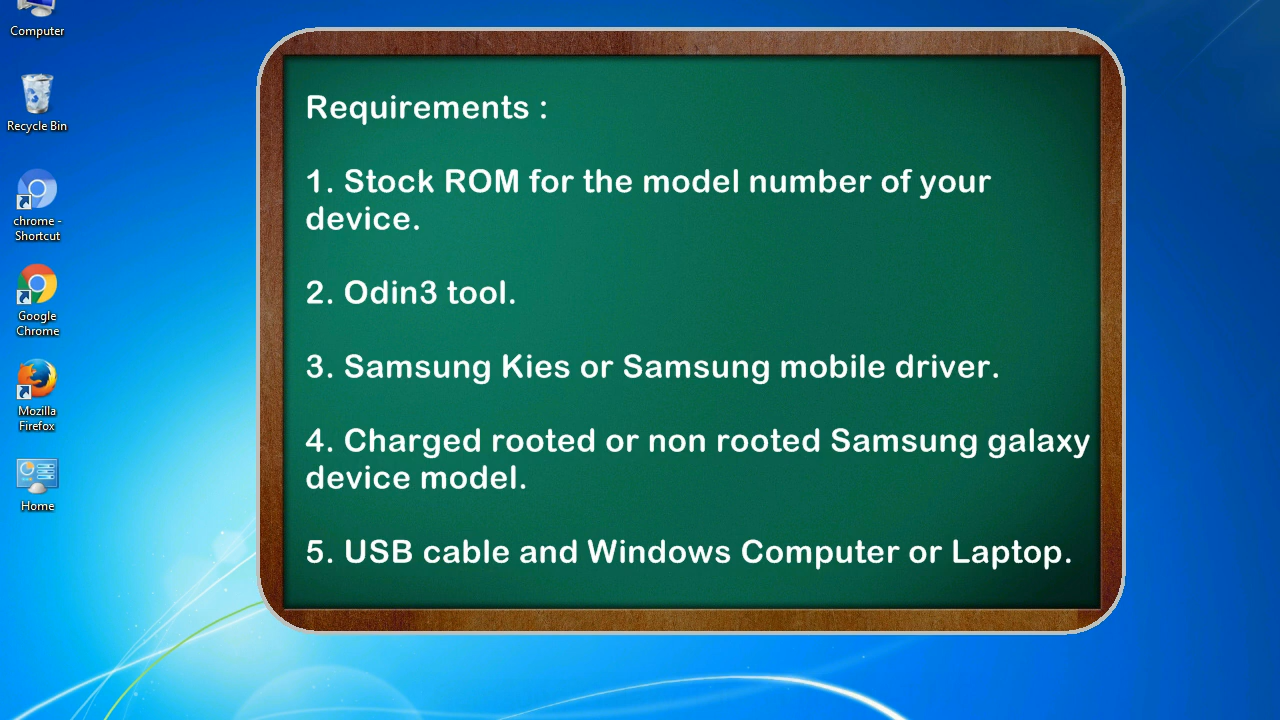 Computer
Recycle Bin
chrome -
Shortcut
Google
Chrome
Mozilla
Firefox
Home
Requirements :
1. Stock ROM for the model number of your
device.
2. Odin3 tool.
3. Samsung Kies or Samsung mobile driver.
4. Charged rooted or non rooted Samsung galaxy
device model.
5. USB cable and Windows Computer or Laptop.